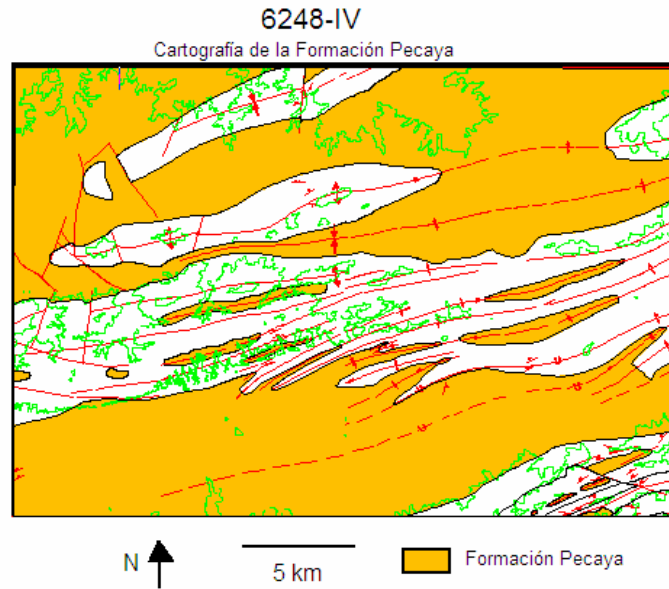 6248-IV
Cartografía de la Formación Pecaya
N
5 km
Formación Pecaya